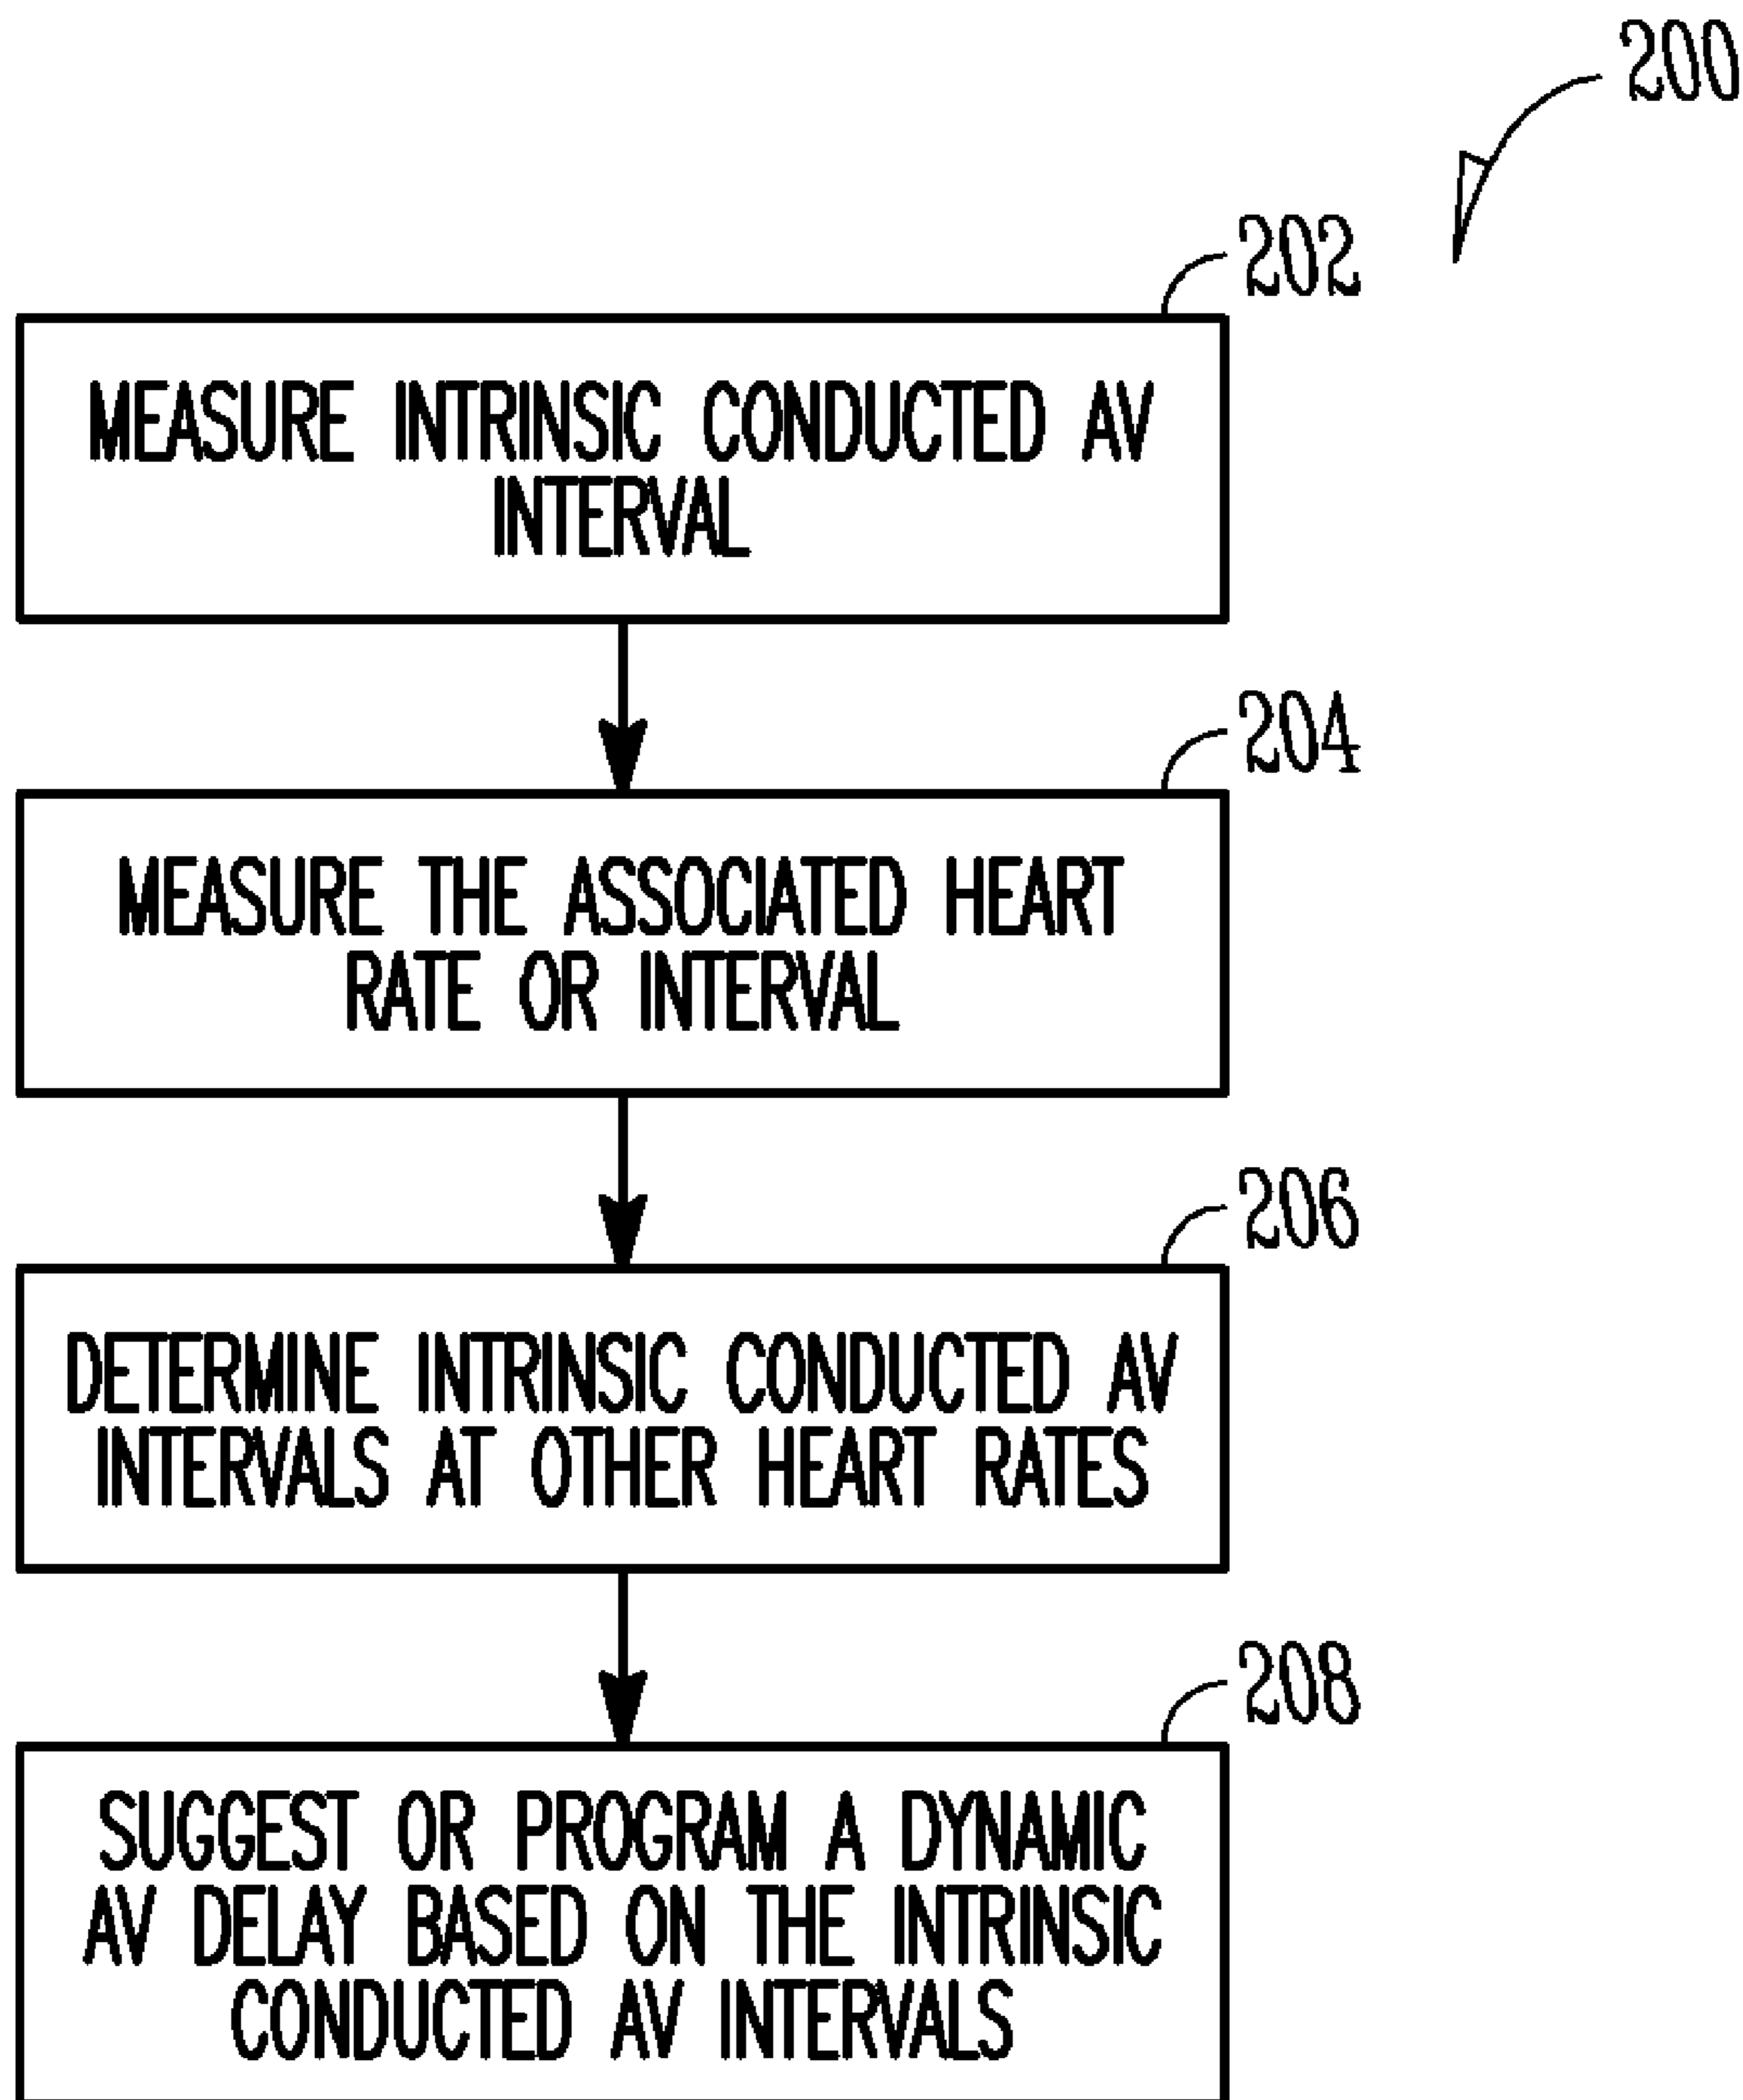 200
202
MEASURE INTRINSIC CONDUCTED AV
INTERVAL
204
MEASURE THE ASSOCIATED HEART
RATE OR INTERVAL
206
DETERMINE INTRINSIC CONDUCTED AV
INTERVALS AT OTHER HEART RATES
208
SUGGEST OR PROGRAM A DYNAMIC
AV DELAY BASED ON THE INTRINSIC
CONDUCTED AV INTERVALS